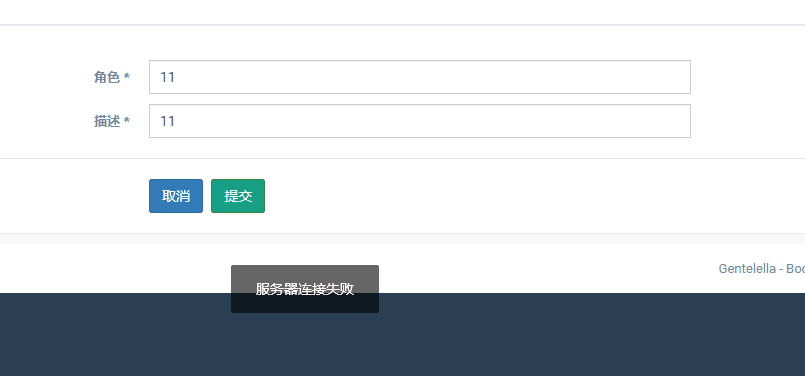 角色 * 11
描述 * 11
取消 提交
Gentelella - Boo
服务器连接失败